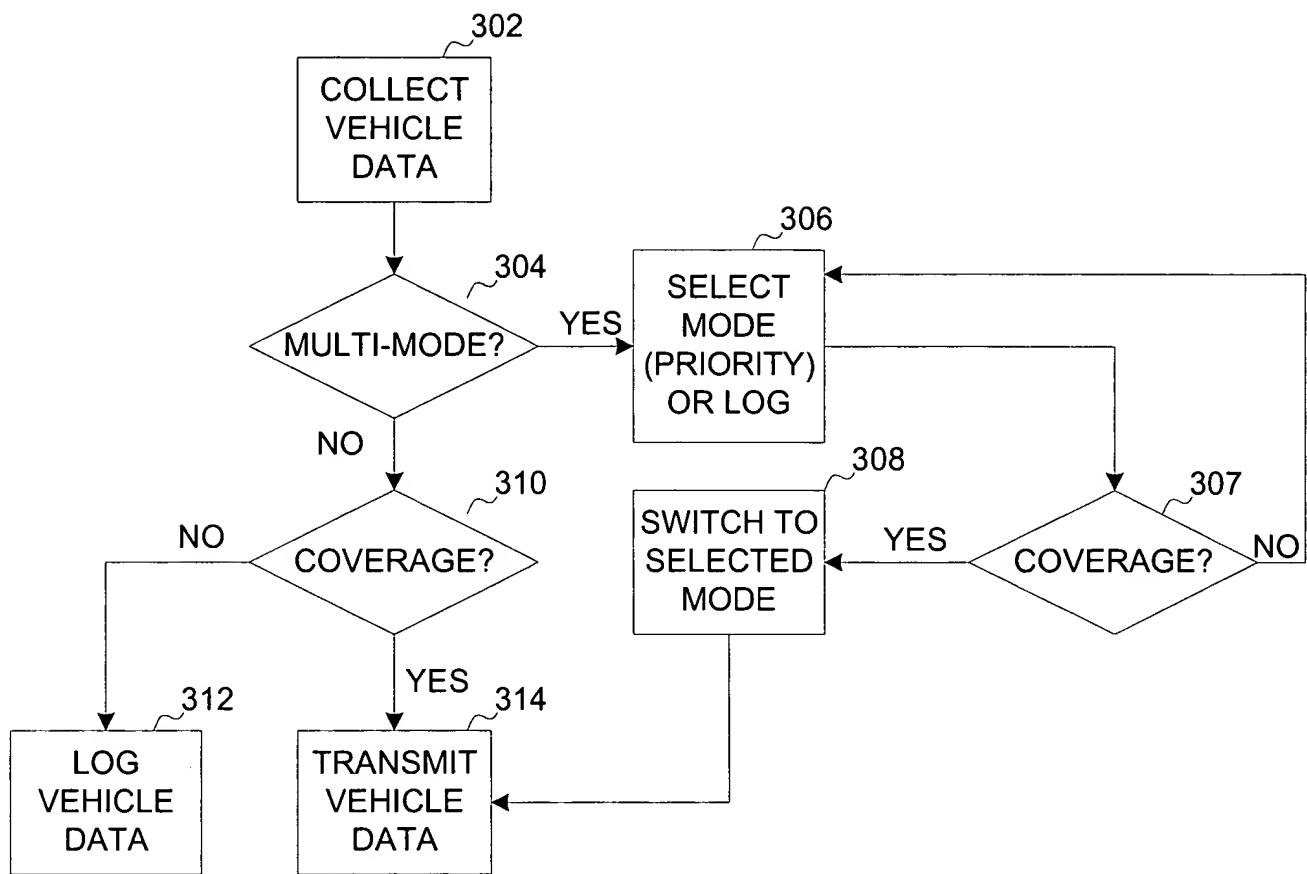 302
COLLECT
VEHICLE
DATA
304
MULTI-MODE?
YES
NO
306
SELECT
MODE
(PRIORITY)
OR LOG
307
COVERAGE?
YES
NO
308
SWITCH TO
SELECTED
MODE
310
COVERAGE?
NO
YES
312
LOG
VEHICLE
DATA
314
TRANSMIT
VEHICLE
DATA